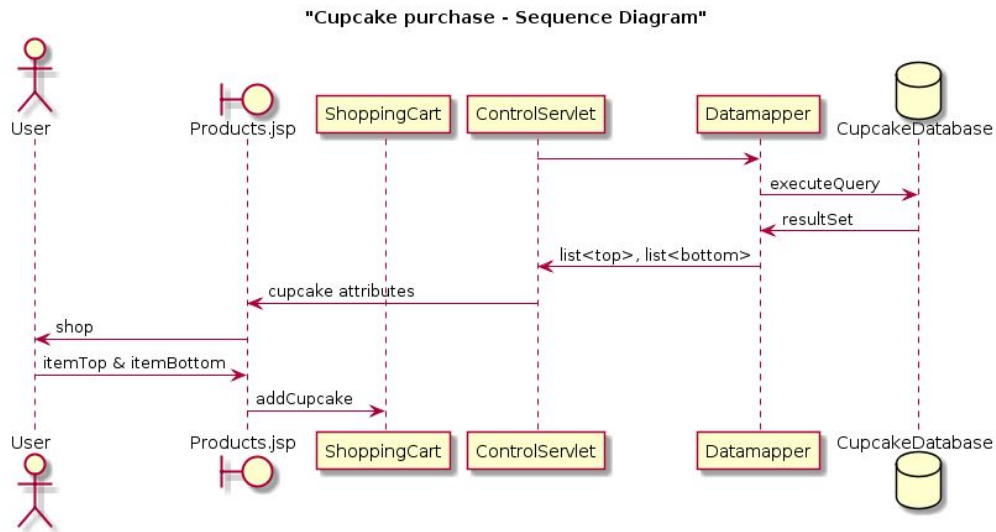 "Cupcake purchase - Sequence Diagram"
User
Products.jsp
ShoppingCart
ControlServlet
Datamapper
CupcakeDatabase
executeQuery
resultSet
list<top>, list<bottom>
cupcake attributes
shop
itemTop & itemBottom
addCupcake
User
Products.jsp
ShoppingCart
ControlServlet
Datamapper
CupcakeDatabase